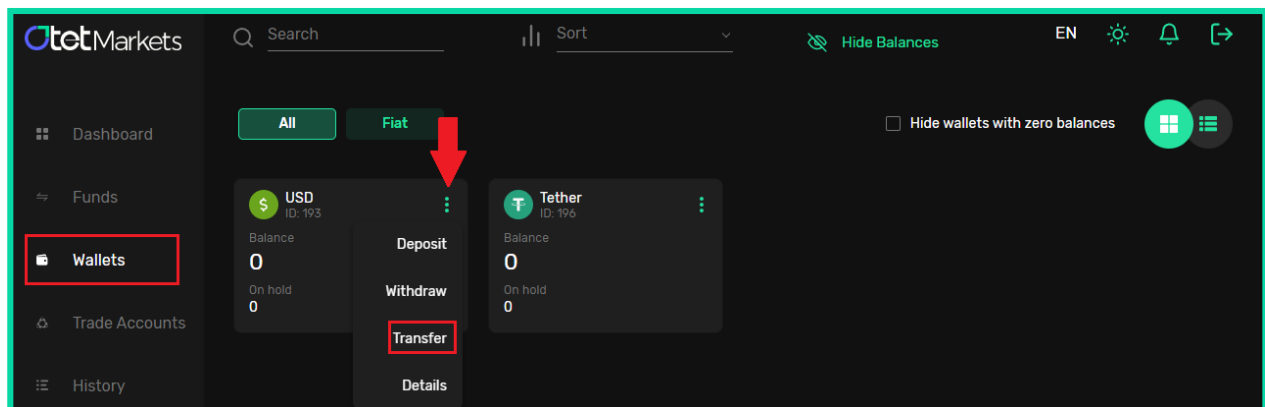 OtetMarkets
Search
Sort
Hide Balances
EN
Dashboard
Funds
Wallets
Trade Accounts
History
All
Fiat
Hide wallets with zero balances
USD
ID: 193
Balance
0
On hold
0
Deposit
Withdraw
Transfer
Details
Tether
ID: 196
Balance
0
On hold
0